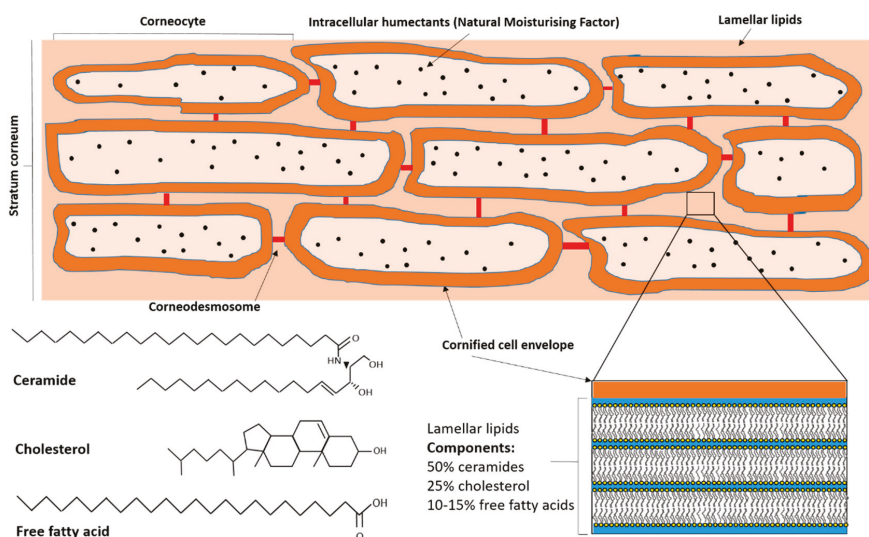 Corneocyte
Intracellular humectants (Natural Moisturising Factor)
Lamellar lipids
Stratum corneum
Corneodesmosome
Cornified cell envelope
O
HN
OH
OH
Ceramide
Cholesterol
OH
OH
O
Free fatty acid
Lamellar lipids
Components:
50% ceramides
25% cholesterol
10-15% free fatty acids